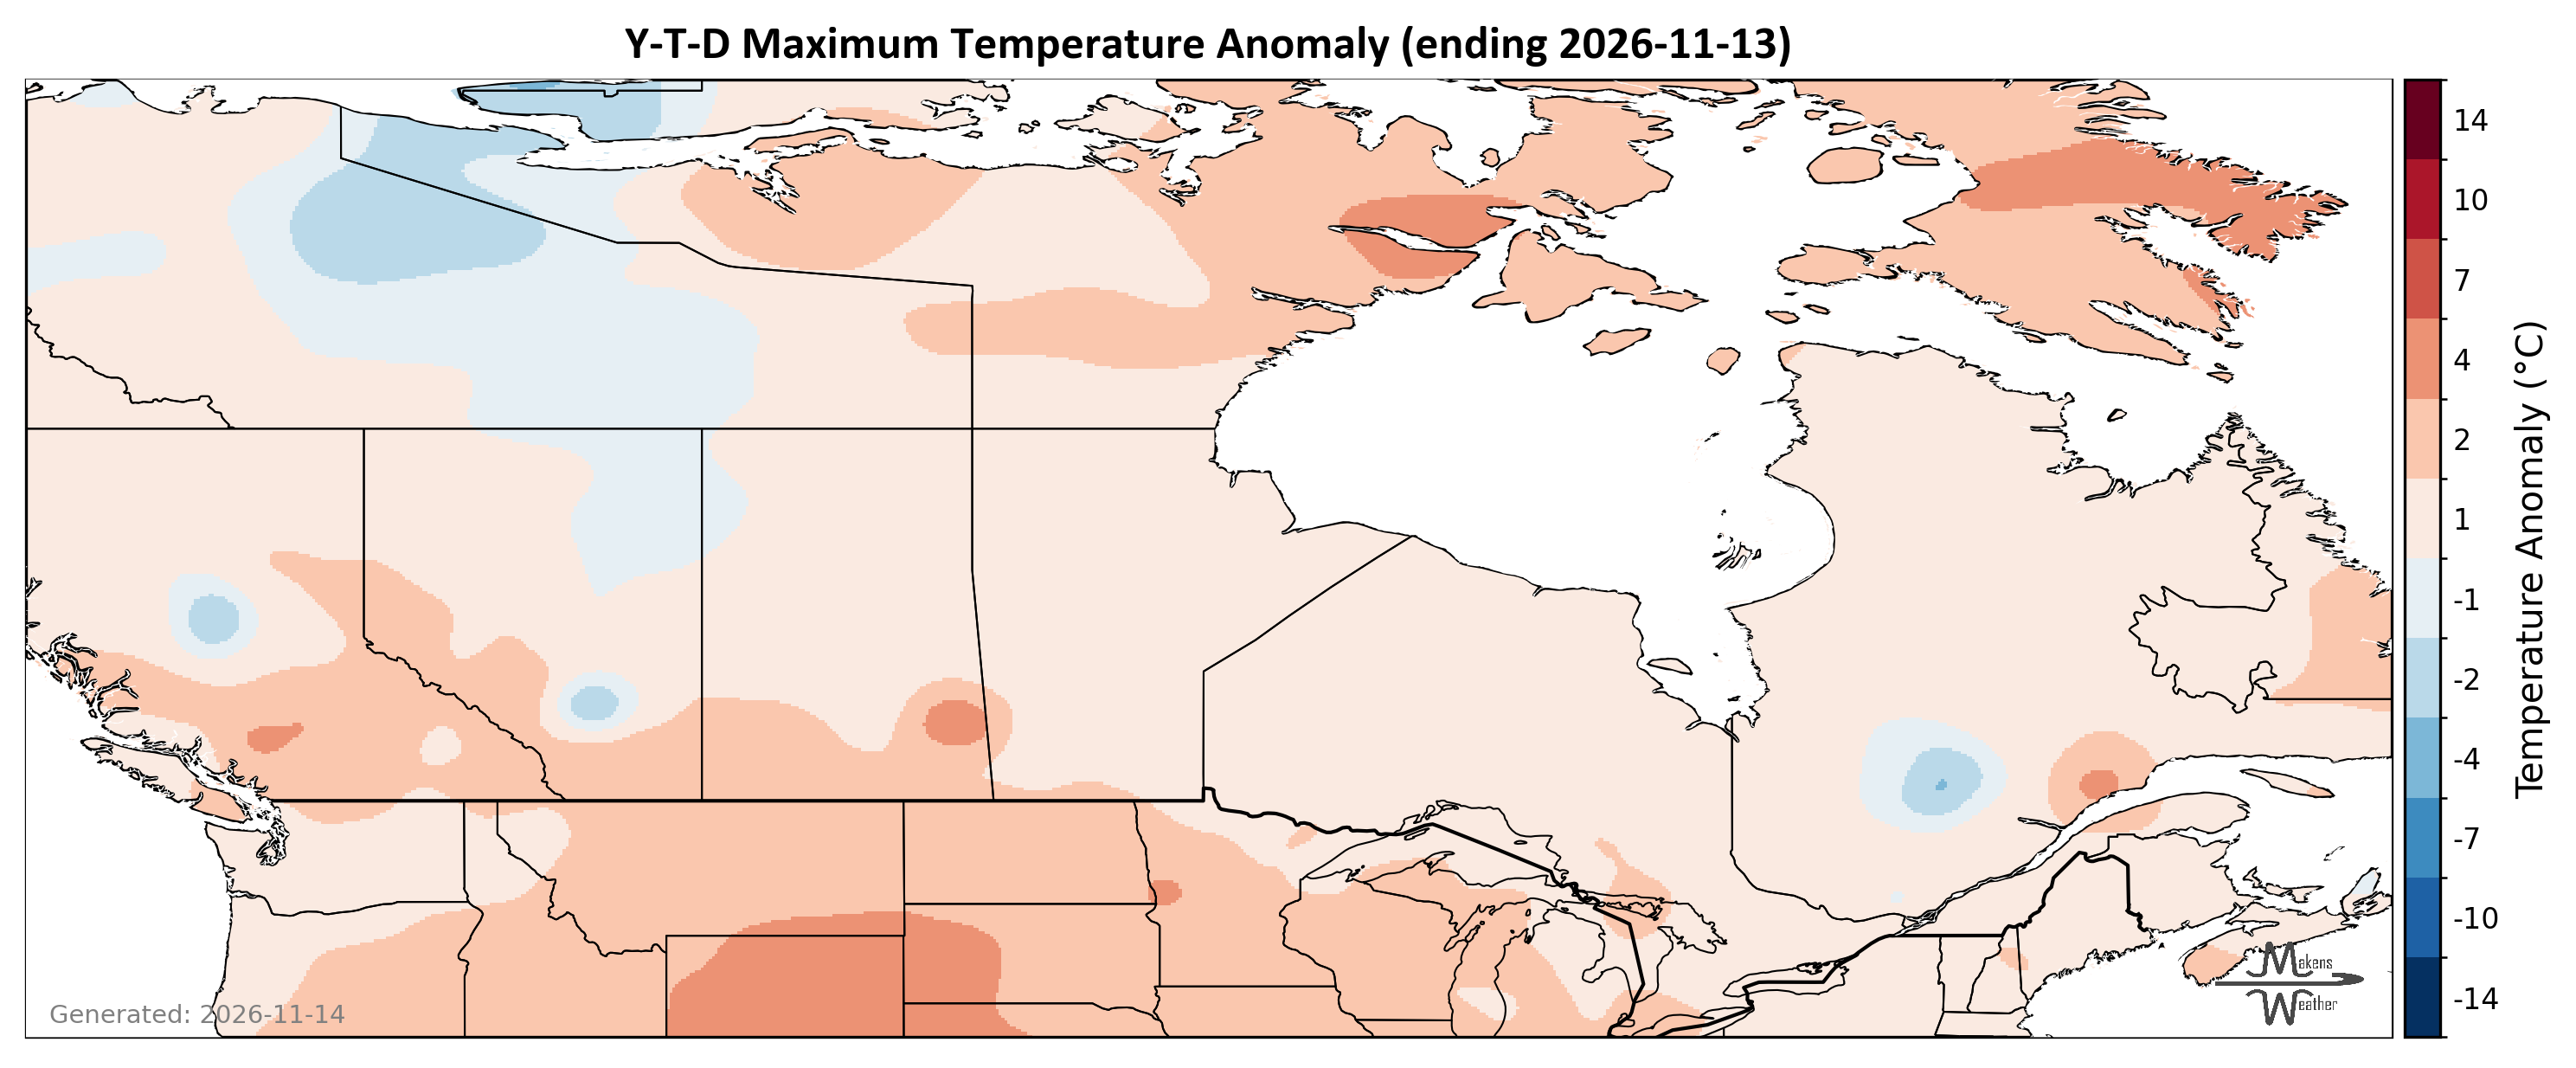 Y-T-D Maximum Temperature Anomaly (ending 2026-11-13)
14
10
7
4
2
1
-1
-2
-4
-7
-10
-14
Temperature Anomaly (°C)
Generated: 2026-11-14
Makens
Weather